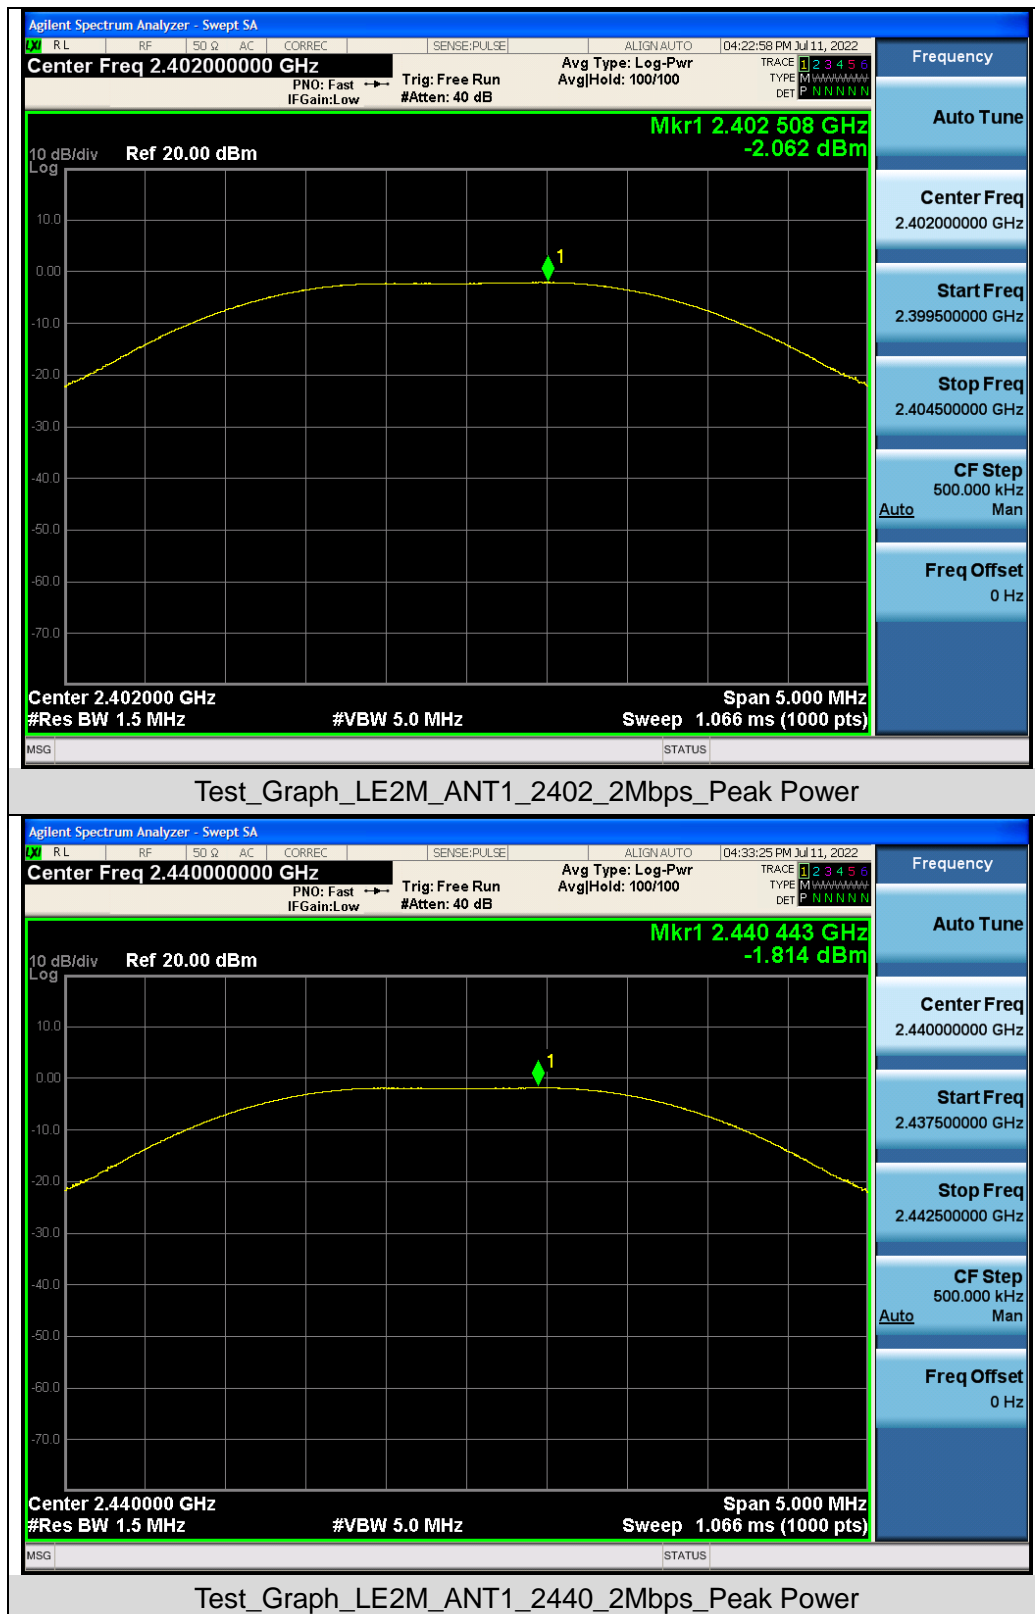 Agilent Spectrum Analyzer - Swept SA
LXI RL RF 50 Ω AC CORREC SENSE:PULSE ALIGN AUTO 04:22:58 PM Jul 11, 2022
Center Freq 2.402000000 GHz
PNO: Fast
IFGain:Low
Trig: Free Run
#Atten: 40 dB
Avg Type: Log-Pwr
Avg|Hold: 100/100
TRACE 1 2 3 4 5 6
TYPE M WWWWW
DET P N N N N N
Mkr1 2.402 508 GHz
-2.062 dBm
10 dB/div Ref 20.00 dBm
Log
10.0
0.00
-10.0
-20.0
-30.0
-40.0
-50.0
-60.0
-70.0
1
Center 2.402000 GHz Span 5.000 MHz
#Res BW 1.5 MHz #VBW 5.0 MHz Sweep 1.066 ms (1000 pts)
MSG STATUS
Frequency
Auto Tune
Center Freq
2.402000000 GHz
Start Freq
2.399500000 GHz
Stop Freq
2.404500000 GHz
CF Step
500.000 kHz
Auto Man
Freq Offset
0 Hz
Test_Graph_LE2M_ANT1_2402_2Mbps_Peak Power
Agilent Spectrum Analyzer - Swept SA
LXI RL RF 50 Ω AC CORREC SENSE:PULSE ALIGN AUTO 04:33:25 PM Jul 11, 2022
Center Freq 2.440000000 GHz
PNO: Fast
IFGain:Low
Trig: Free Run
#Atten: 40 dB
Avg Type: Log-Pwr
Avg|Hold: 100/100
TRACE 1 2 3 4 5 6
TYPE M WWWWW
DET P N N N N N
Mkr1 2.440 443 GHz
-1.814 dBm
10 dB/div Ref 20.00 dBm
Log
10.0
0.00
-10.0
-20.0
-30.0
-40.0
-50.0
-60.0
-70.0
1
Center 2.440000 GHz Span 5.000 MHz
#Res BW 1.5 MHz #VBW 5.0 MHz Sweep 1.066 ms (1000 pts)
MSG STATUS
Frequency
Auto Tune
Center Freq
2.440000000 GHz
Start Freq
2.437500000 GHz
Stop Freq
2.442500000 GHz
CF Step
500.000 kHz
Auto Man
Freq Offset
0 Hz
Test_Graph_LE2M_ANT1_2440_2Mbps_Peak Power